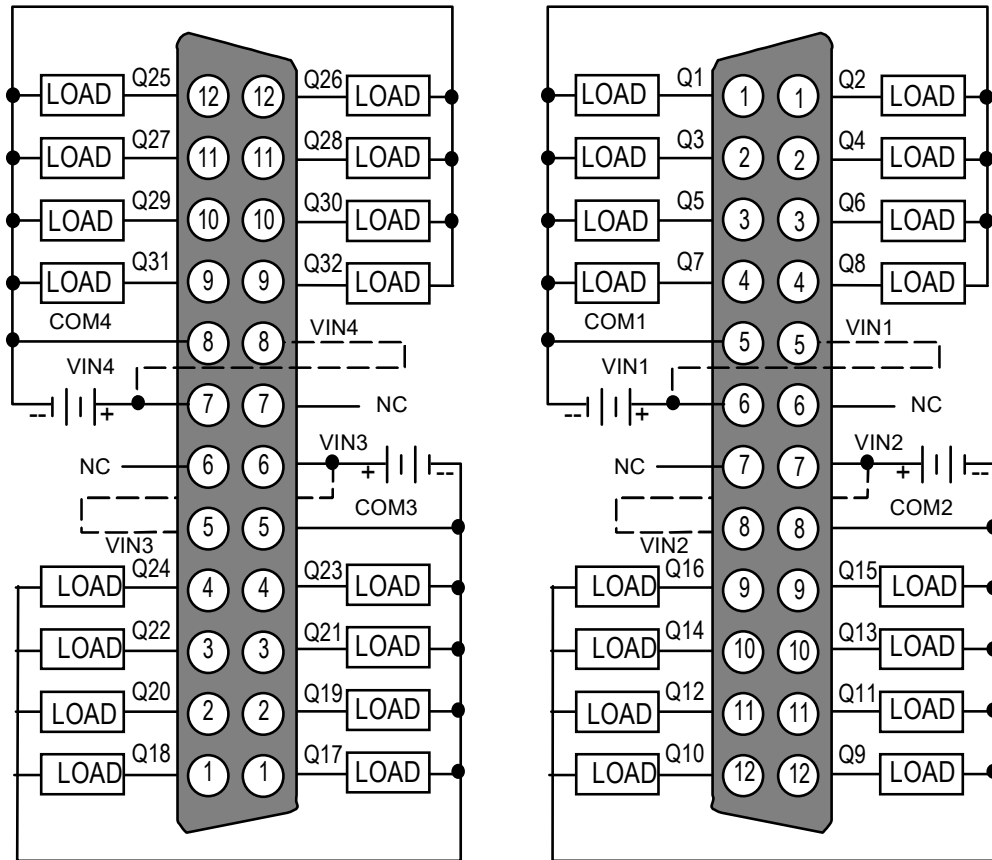 LOAD Q25 12 12 Q26 LOAD
LOAD Q27 11 11 Q28 LOAD
LOAD Q29 10 10 Q30 LOAD
LOAD Q31 9 9 Q32 LOAD
COM4 8 8 VIN4
VIN4
-- + 7 7 NC
VIN3
NC 6 6 + --
COM3
5 5
VIN3
LOAD Q24 4 4 Q23 LOAD
LOAD Q22 3 3 Q21 LOAD
LOAD Q20 2 2 Q19 LOAD
LOAD Q18 1 1 Q17 LOAD
LOAD Q1 1 1 Q2 LOAD
LOAD Q3 2 2 Q4 LOAD
LOAD Q5 3 3 Q6 LOAD
LOAD Q7 4 4 Q8 LOAD
COM1 5 5 VIN1
VIN1
-- + 6 6 NC
VIN2
NC 7 7 + --
COM2
8 8
VIN2
LOAD Q16 9 9 Q15 LOAD
LOAD Q14 10 10 Q13 LOAD
LOAD Q12 11 11 Q11 LOAD
LOAD Q10 12 12 Q9 LOAD